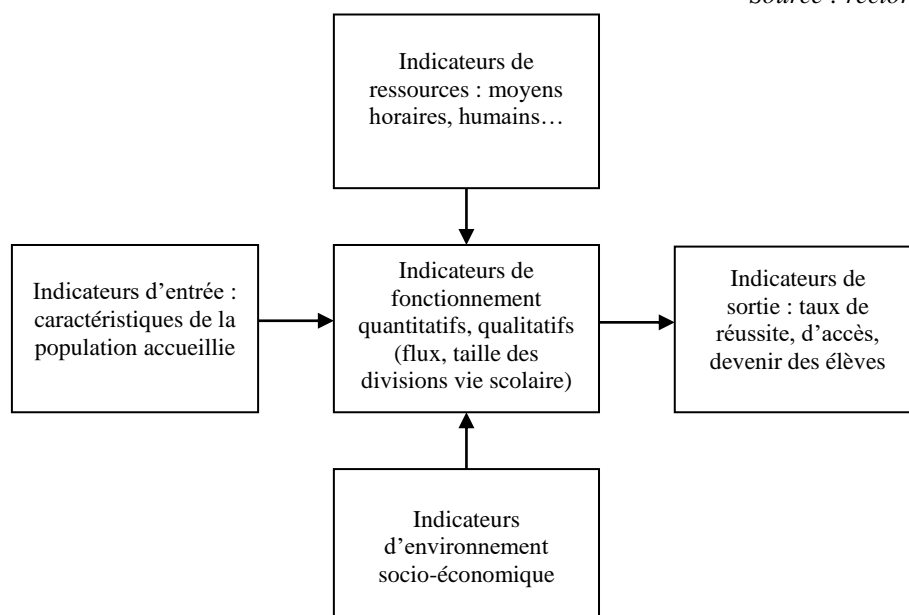 Source : rector
Indicateurs de
ressources : moyens
horaires, humains…
Indicateurs d’entrée :
caractéristiques de la
population accueillie
Indicateurs de
fonctionnement
quantitatifs, qualitatifs
(flux, taille des
divisions vie scolaire)
Indicateurs de
sortie : taux de
réussite, d’accès,
devenir des élèves
Indicateurs
d’environnement
socio-économique